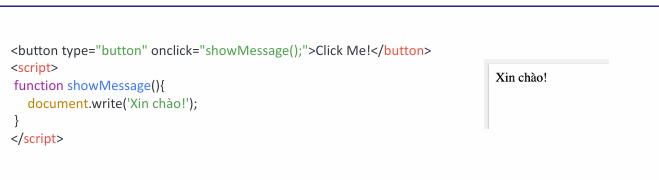 <button type="button" onclick="showMessage();">Click Me!</button>
<script>
function showMessage(){
document.write('Xin chào!');
}
</script>
Xin chào!